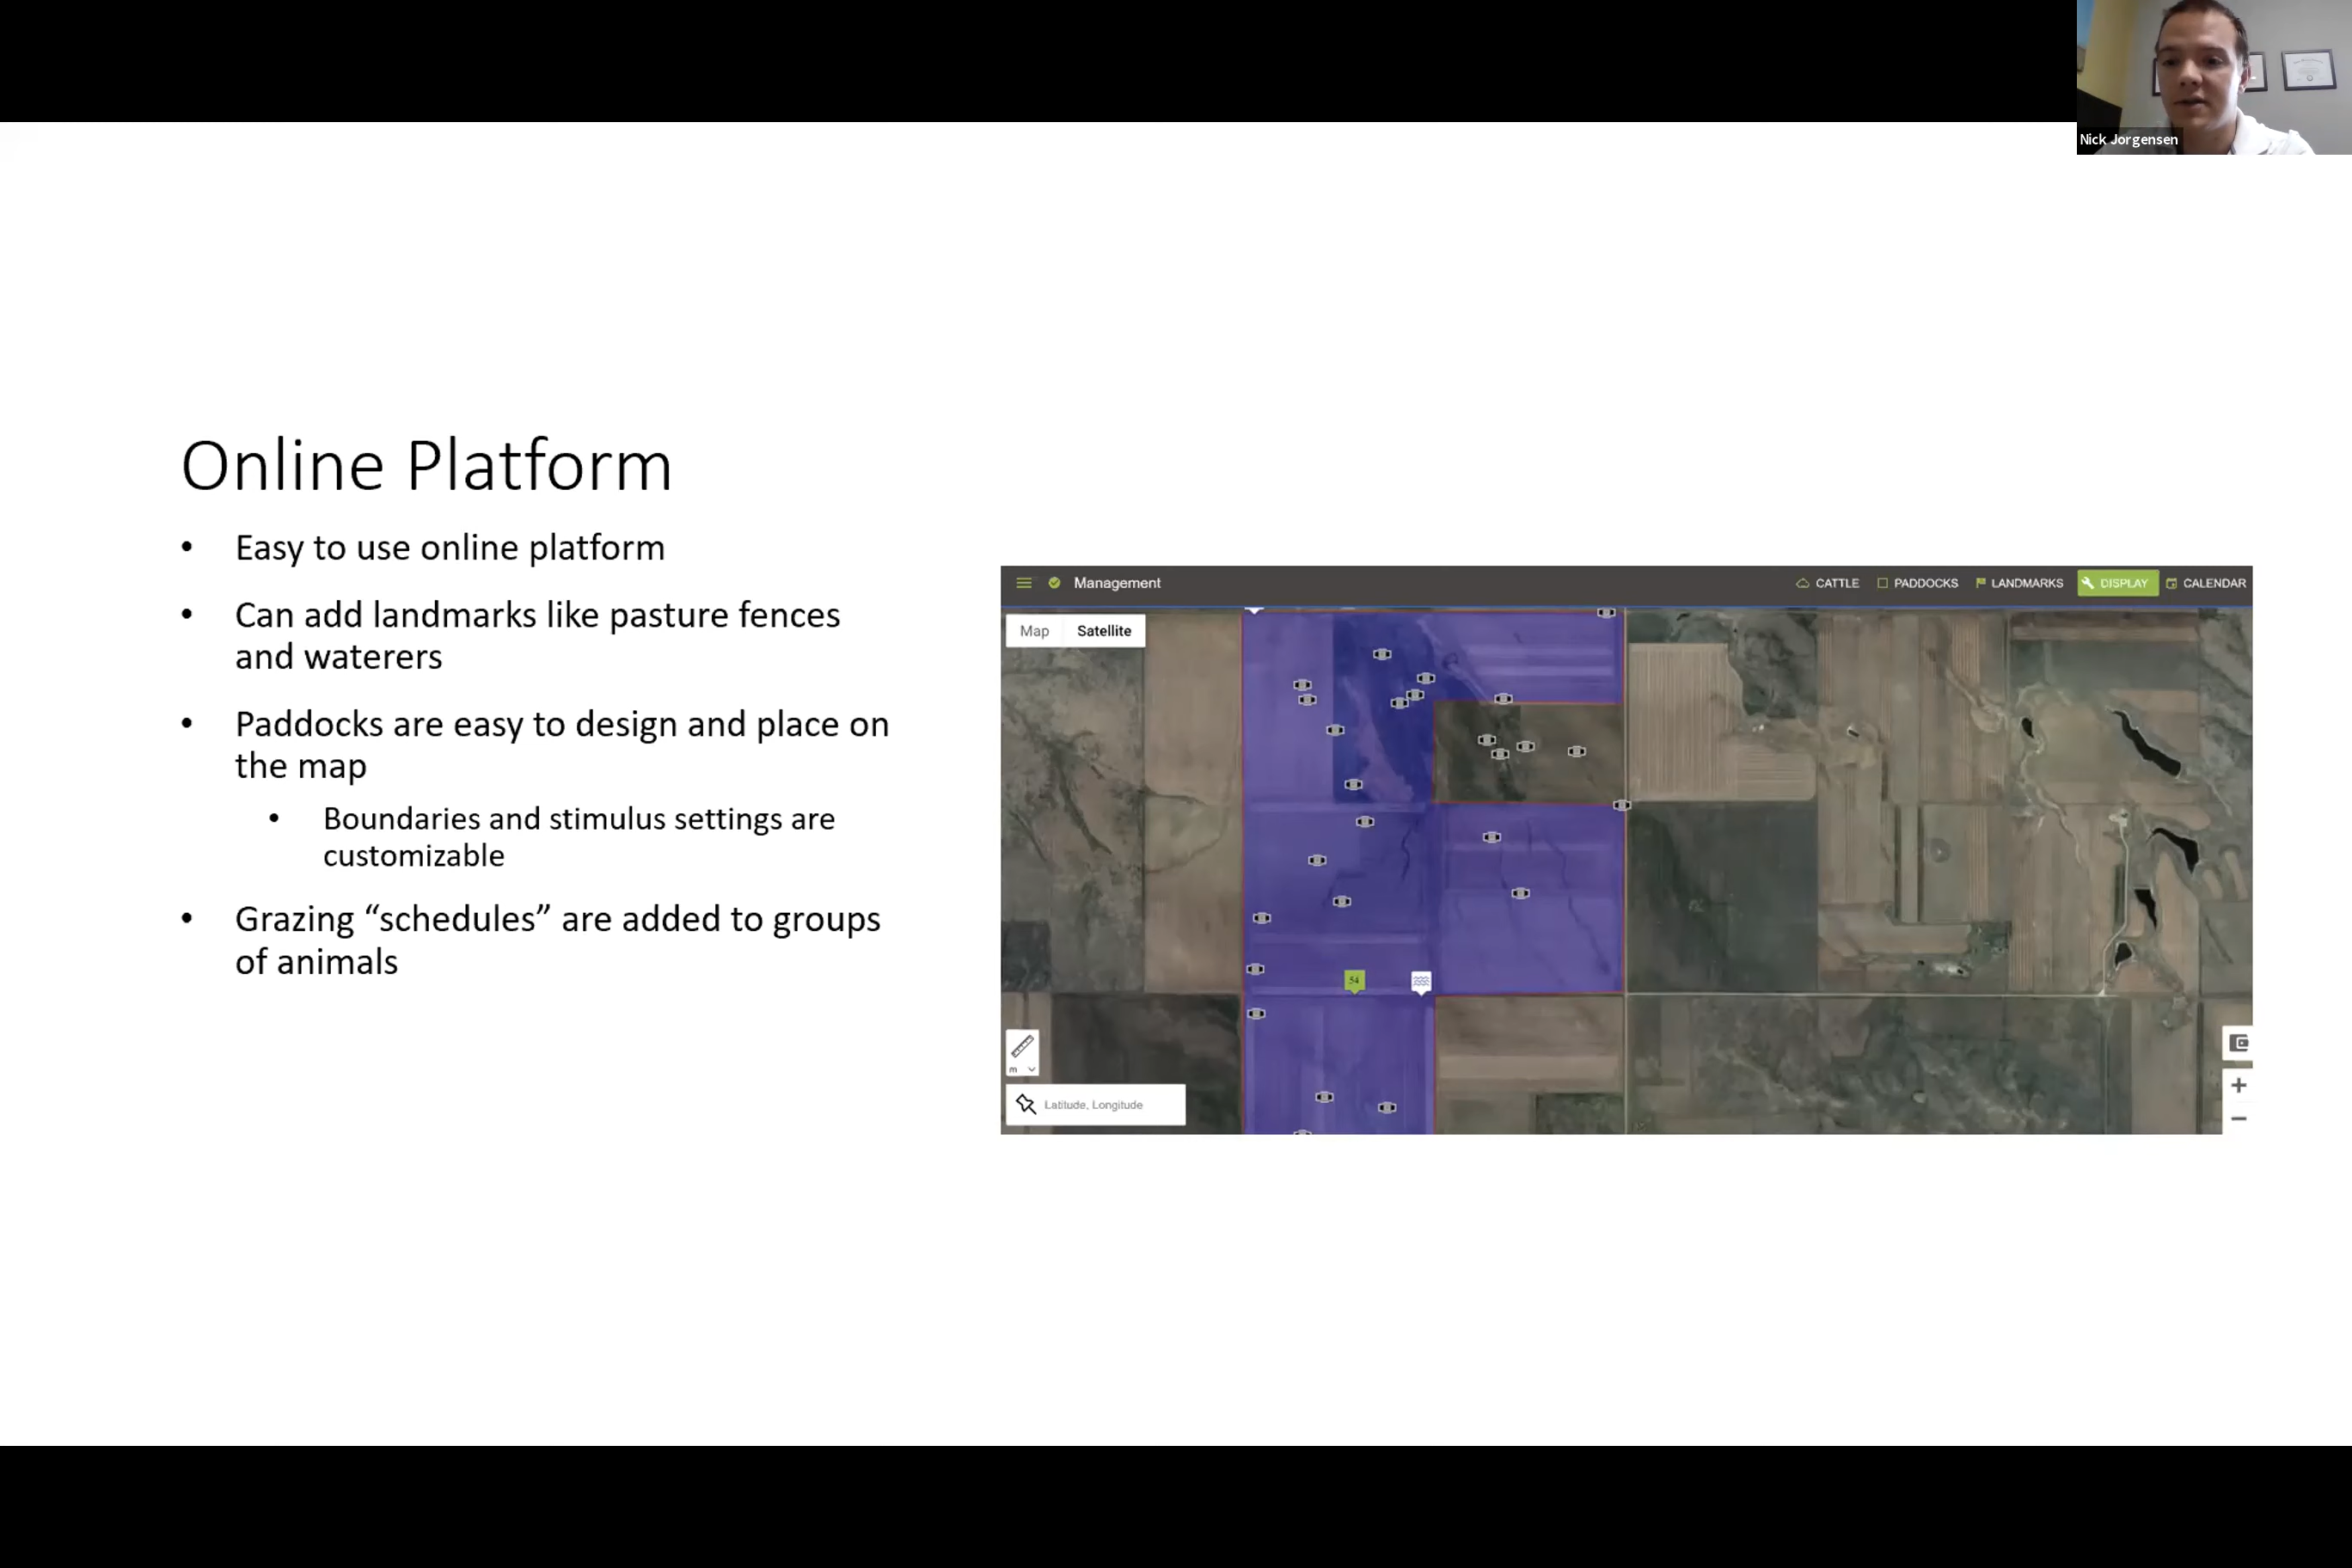 Nick Jorgensen
Online Platform
• Easy to use online platform
• Can add landmarks like pasture fences
and waterers
• Paddocks are easy to design and place on
the map
• Boundaries and stimulus settings are
customizable
• Grazing “schedules” are added to groups
of animals
Management
CATTLE
PADDOCKS
LANDMARKS
DISPLAY
CALENDAR
Map
Satellite
54
m
Latitude, Longitude